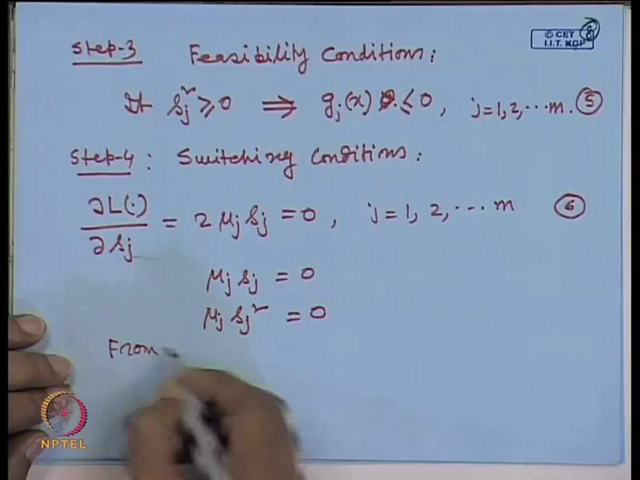 © CET
I.I.T. KGP
Step-3 Feasibility Conditions:
If sⱼ² ≥ 0 ⇒ gⱼ(x) ≤ 0, j=1,2,...m. (5)
Step-4: Switching Conditions:
∂L(·)/∂sⱼ = 2 μⱼ sⱼ = 0, j=1, 2, ... m (6)
μⱼ sⱼ = 0
μⱼ sⱼ² = 0
From
NPTEL